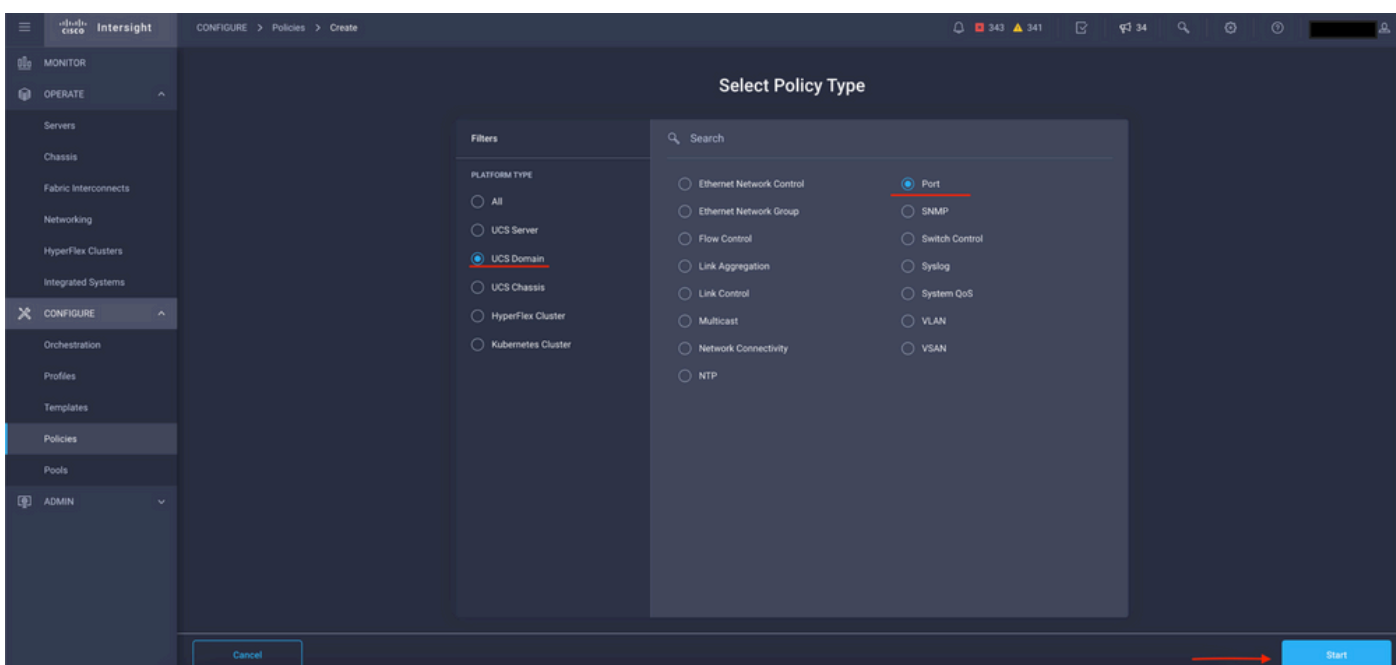 CISCO Intersight
CONFIGURE > Policies > Create
343 341
34
MONITOR
OPERATE
Servers
Chassis
Fabric Interconnects
Networking
HyperFlex Clusters
Integrated Systems
CONFIGURE
Orchestration
Profiles
Templates
Policies
Pools
ADMIN
Select Policy Type
Filters
PLATFORM TYPE
All
UCS Server
UCS Domain
UCS Chassis
HyperFlex Cluster
Kubernetes Cluster
Search
Ethernet Network Control
Ethernet Network Group
Flow Control
Link Aggregation
Link Control
Multicast
Network Connectivity
NTP
Port
SNMP
Switch Control
Syslog
System QoS
VLAN
VSAN
Cancel
Start